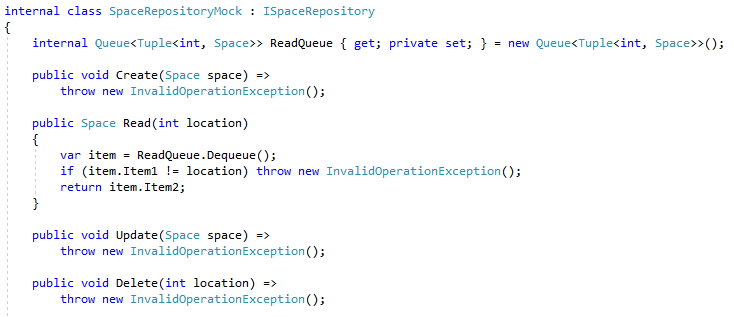 internal class SpaceRepositoryMock : ISpaceRepository
{
    internal Queue<Tuple<int, Space>> ReadQueue { get; private set; } = new Queue<Tuple<int, Space>>();
    public void Create(Space space) =>
        throw new InvalidOperationException();
    public Space Read(int location)
    {
        var item = ReadQueue.Dequeue();
        if (item.Item1 != location) throw new InvalidOperationException();
        return item.Item2;
    }
    public void Update(Space space) =>
        throw new InvalidOperationException();
    public void Delete(int location) =>
        throw new InvalidOperationException();